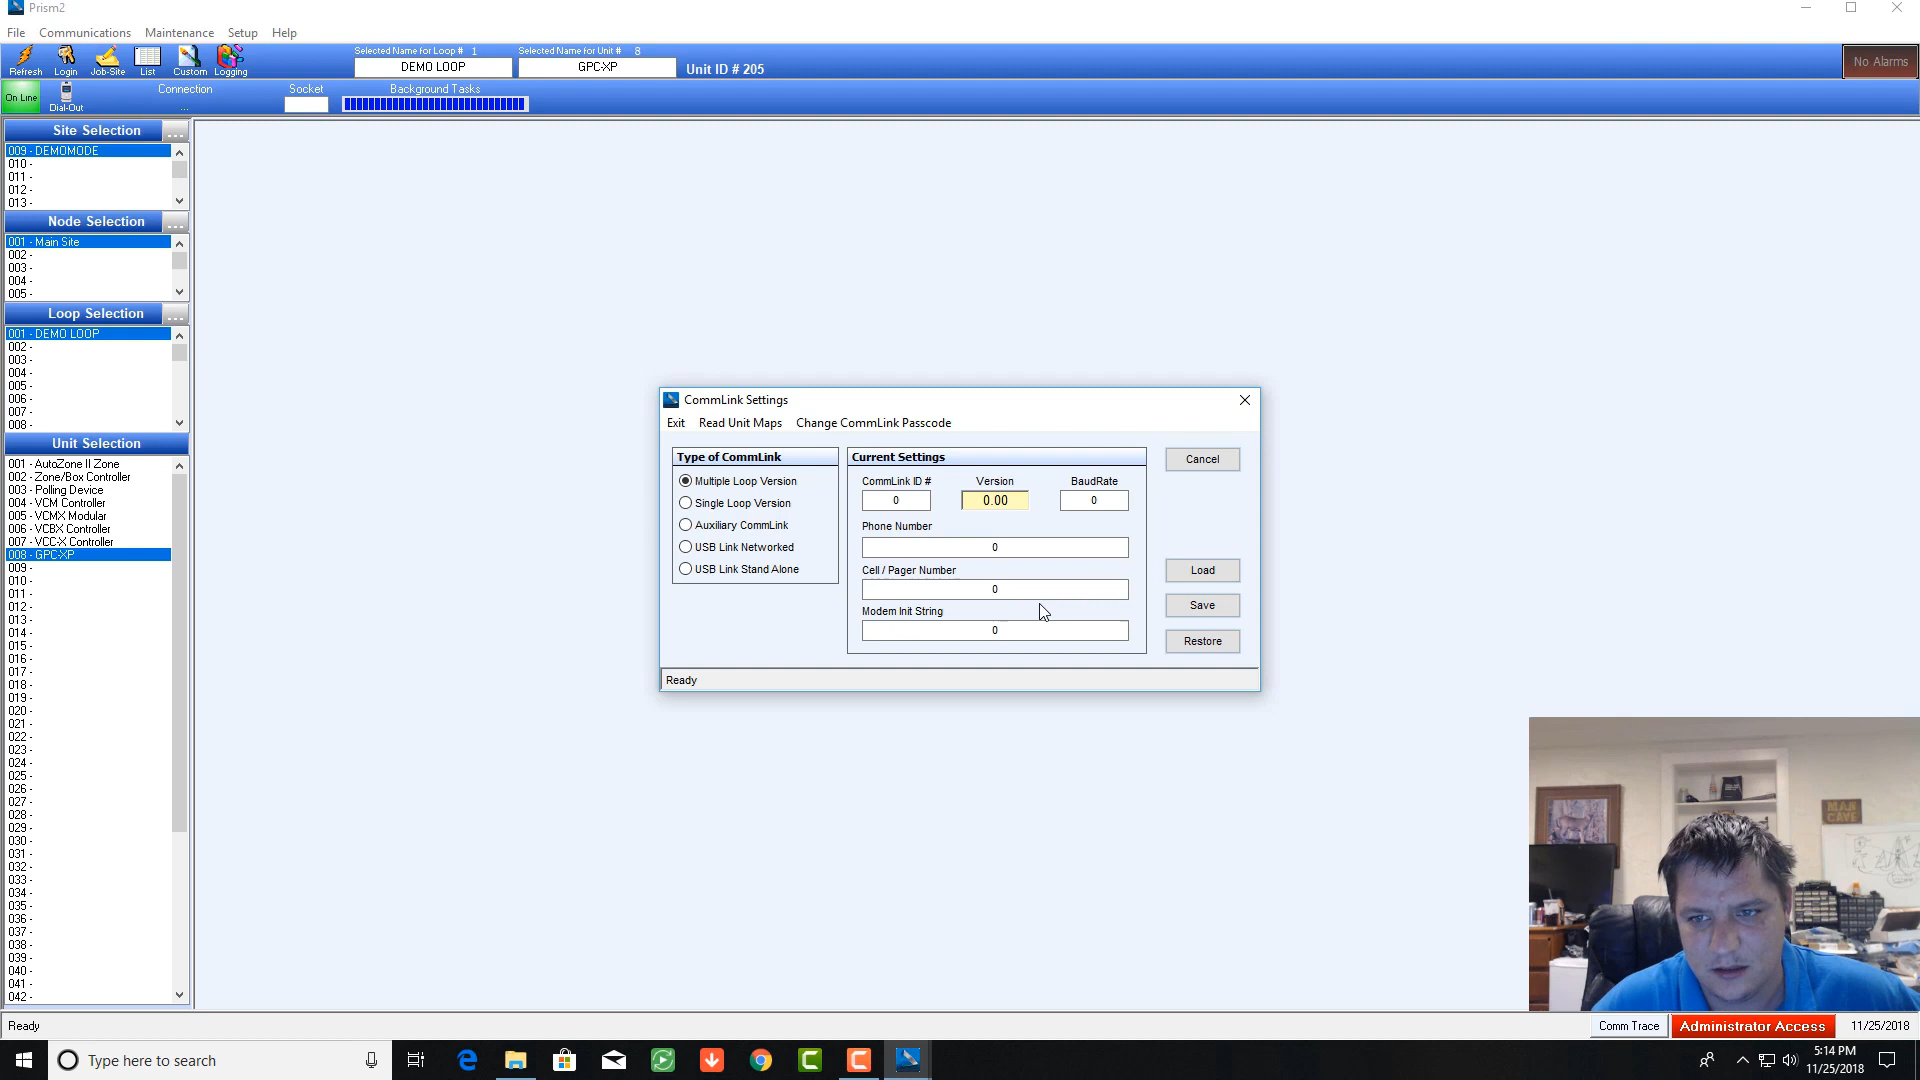 Prism2
File Communications Maintenance Setup Help
Refresh Login Job-Site List Custom Logging
Selected Name for Loop # 1
DEMO LOOP
Selected Name for Unit # 8
GPC-XP
Unit ID # 205
No Alarms
On Line
Dial-Out
Connection
...
Socket
Background Tasks
Site Selection ...
009 - DEMOMODE
010 -
011 -
012 -
013 -
Node Selection ...
001 - Main Site
002 -
003 -
004 -
005 -
Loop Selection ...
001 - DEMO LOOP
002 -
003 -
004 -
005 -
006 -
007 -
008 -
Unit Selection
001 - AutoZone II Zone
002 - Zone/Box Controller
003 - Polling Device
004 - VCM Controller
005 - VCMX Modular
006 - VCBX Controller
007 - VCC-X Controller
008 - GPC-XP
009 -
010 -
011 -
012 -
013 -
014 -
015 -
016 -
017 -
018 -
019 -
020 -
021 -
022 -
023 -
024 -
025 -
026 -
027 -
028 -
029 -
030 -
031 -
032 -
033 -
034 -
035 -
036 -
037 -
038 -
039 -
040 -
041 -
042 -
CommLink Settings
Exit Read Unit Maps Change CommLink Passcode
Type of CommLink
Multiple Loop Version
Single Loop Version
Auxiliary CommLink
USB Link Networked
USB Link Stand Alone
Current Settings
CommLink ID # Version BaudRate
0 0.00 0
Phone Number
0
Cell / Pager Number
0
Modem Init String
0
Cancel
Load
Save
Restore
Ready
MAN
CAVE
Ready
Comm Trace
Administrator Access
11/25/2018
Type here to search
5:14 PM
11/25/2018